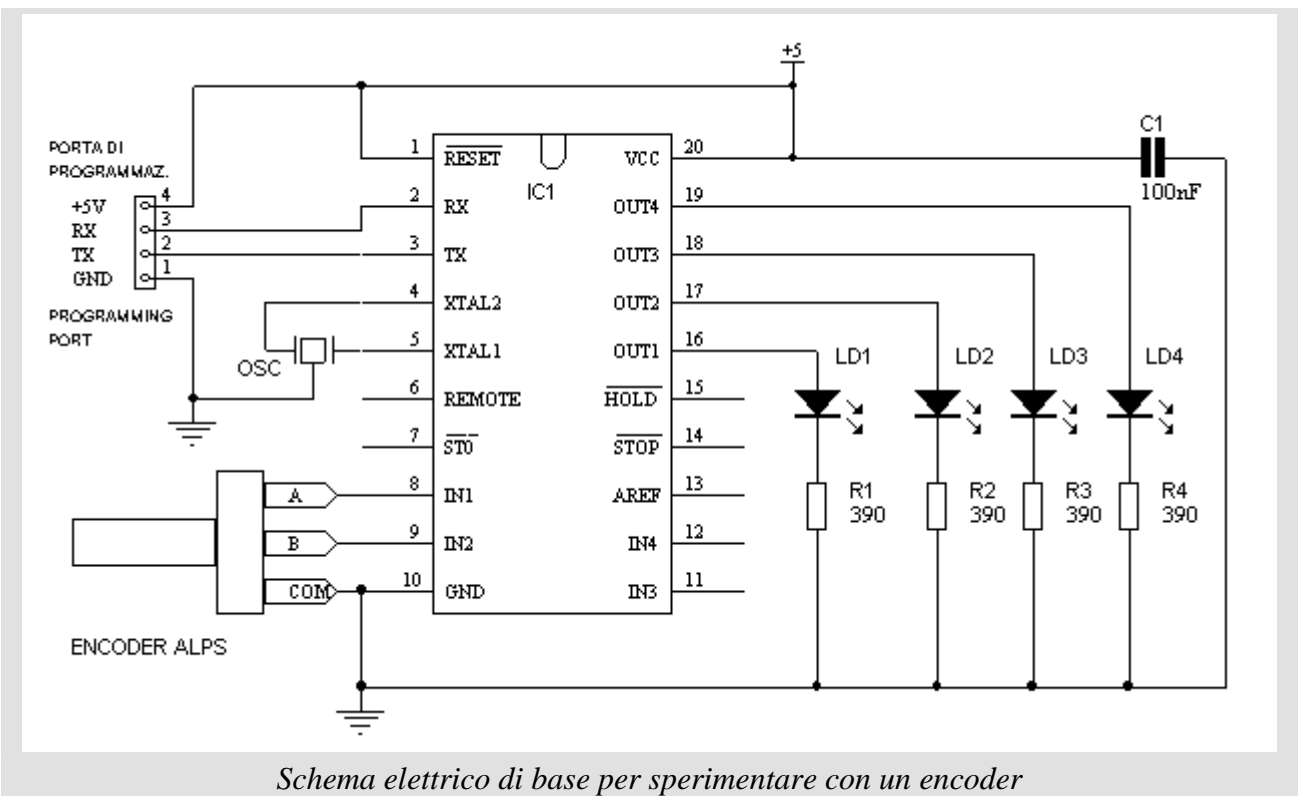 +5
PORTA DI
PROGRAMMAZ.
+5V 4
RX 3
TX 2
GND 1
PROGRAMMING
PORT
OSC
IC1
1 RESET
2 RX
3 TX
4 XTAL2
5 XTAL1
6 REMOTE
7 ST0
8 IN1
9 IN2
10 GND
VCC 20
OUT4 19
OUT3 18
OUT2 17
OUT1 16
HOLD 15
STOP 14
AREF 13
IN4 12
IN3 11
C1
100nF
LD1
LD2
LD3
LD4
R1
390
R2
390
R3
390
R4
390
A
B
COM
ENCODER ALPS
Schema elettrico di base per sperimentare con un encoder